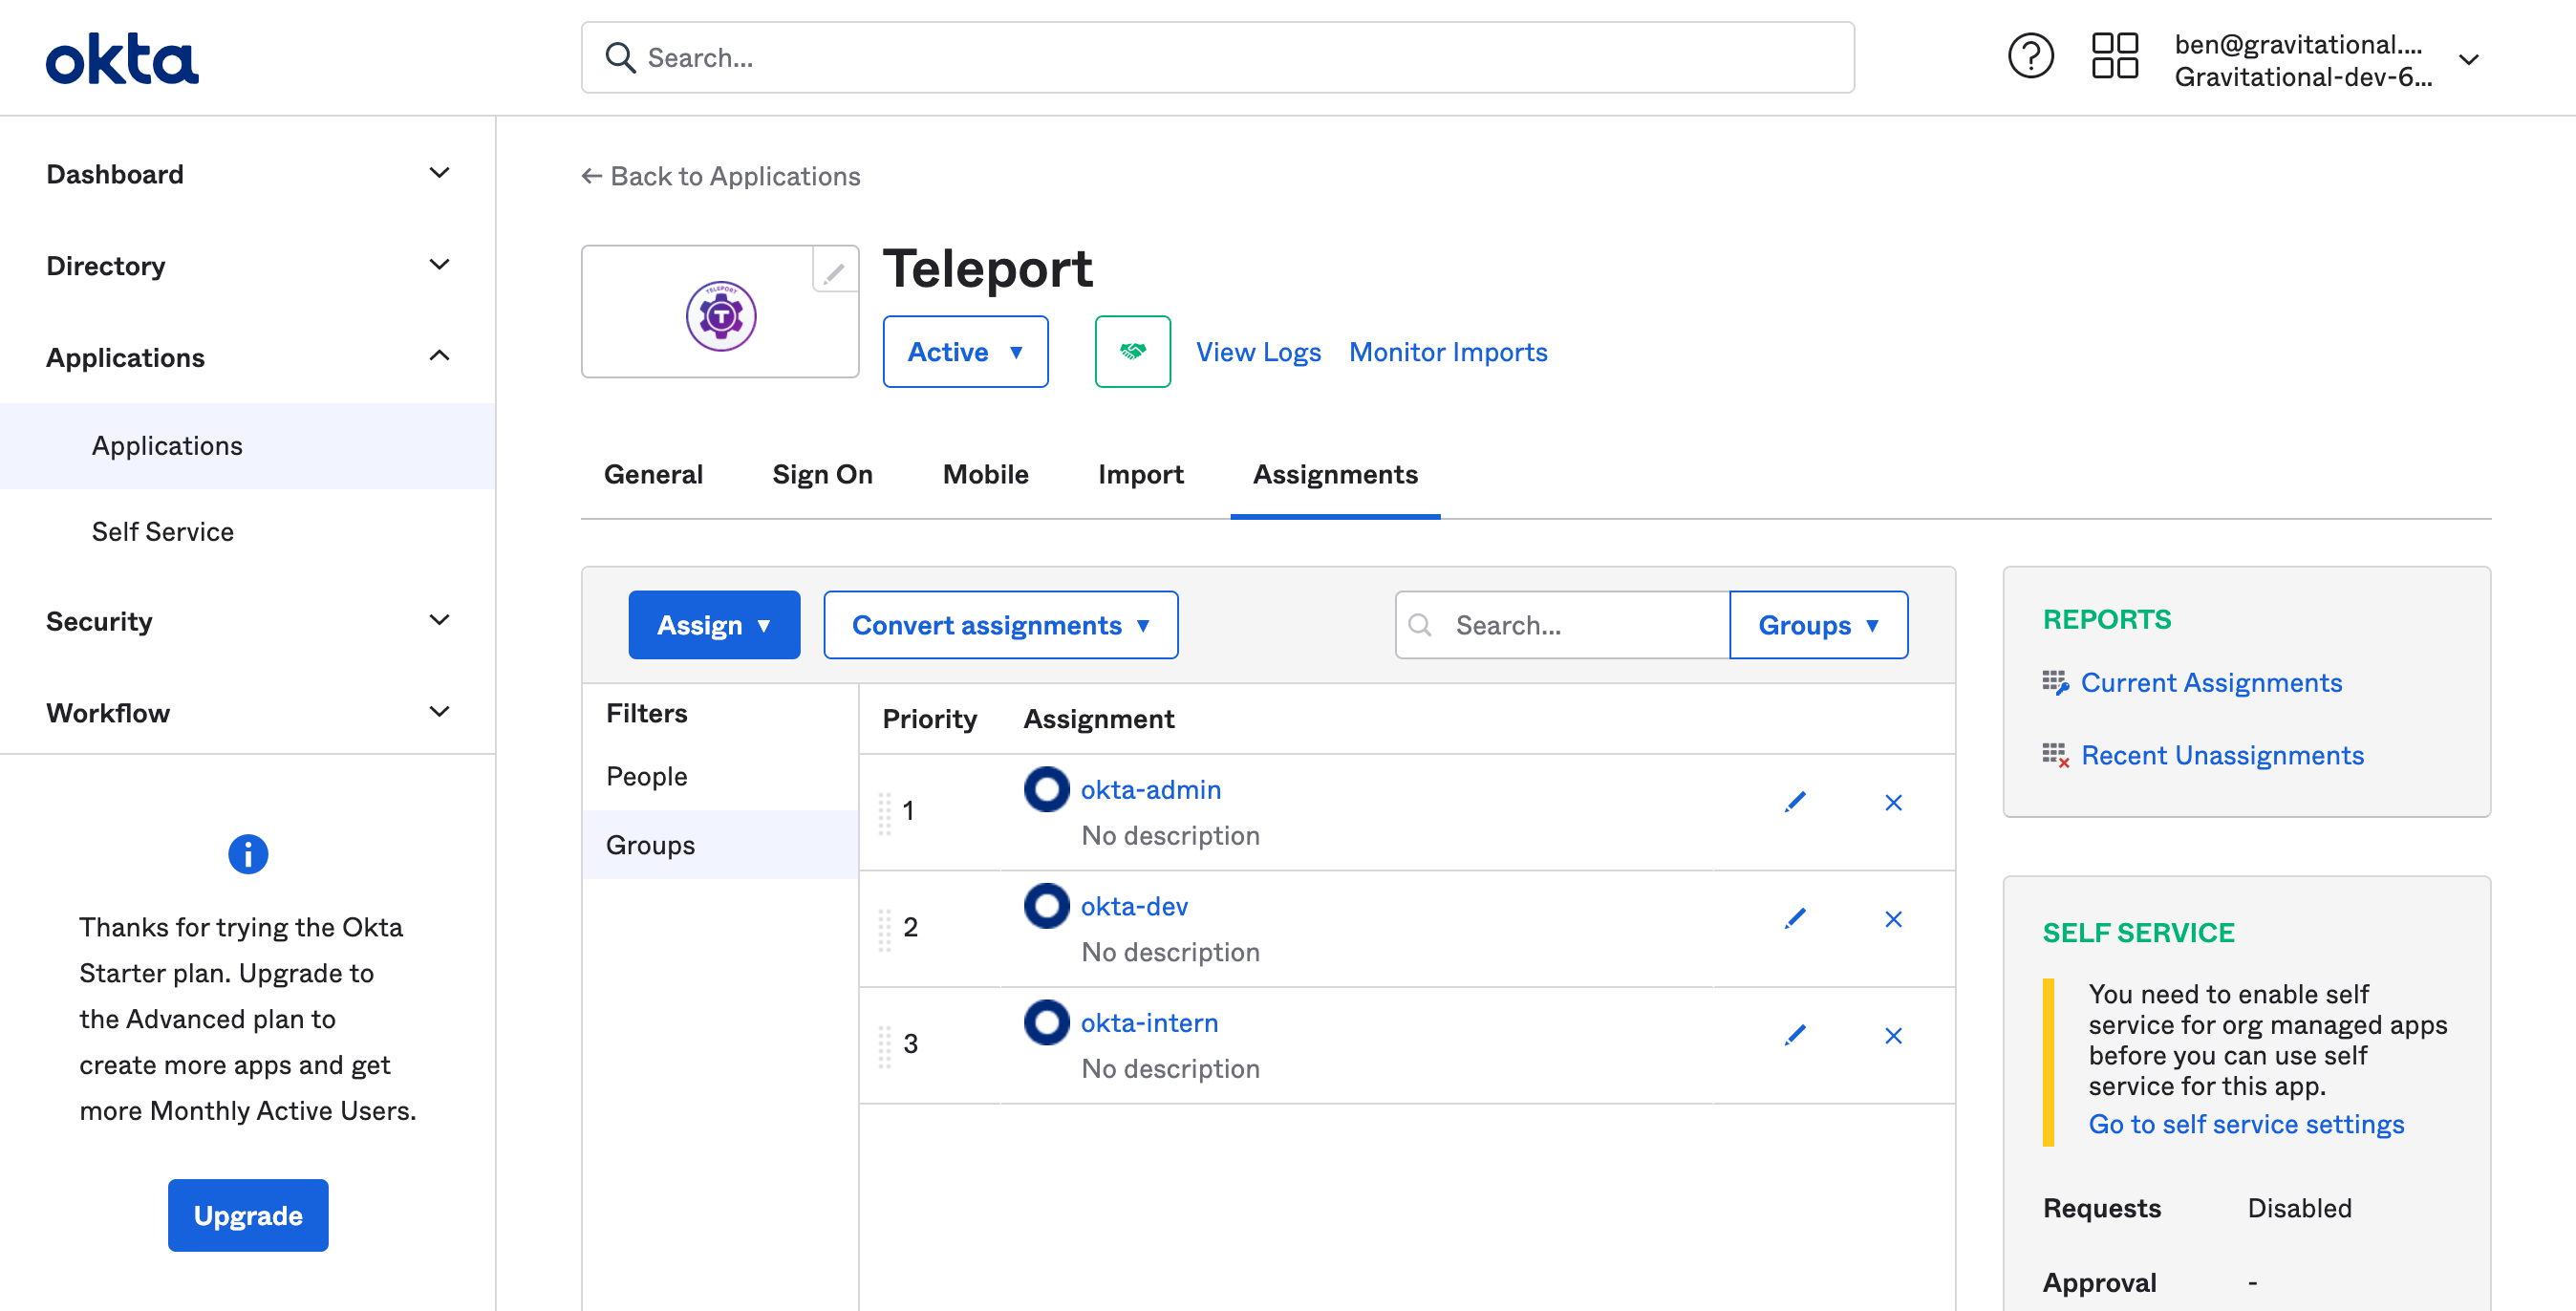 okta
Search...
ben@gravitational....
Gravitational-dev-6...
Dashboard
Directory
Applications
Applications
Self Service
Security
Workflow
Thanks for trying the Okta
Starter plan. Upgrade to
the Advanced plan to
create more apps and get
more Monthly Active Users.
Upgrade
← Back to Applications
TELEPORT
T
Teleport
Active
View Logs
Monitor Imports
General
Sign On
Mobile
Import
Assignments
Assign
Convert assignments
Search...
Groups
Filters
People
Groups
Priority
Assignment
1
okta-admin
No description
2
okta-dev
No description
3
okta-intern
No description
REPORTS
Current Assignments
Recent Unassignments
SELF SERVICE
You need to enable self
service for org managed apps
before you can use self
service for this app.
Go to self service settings
Requests
Disabled
Approval
-